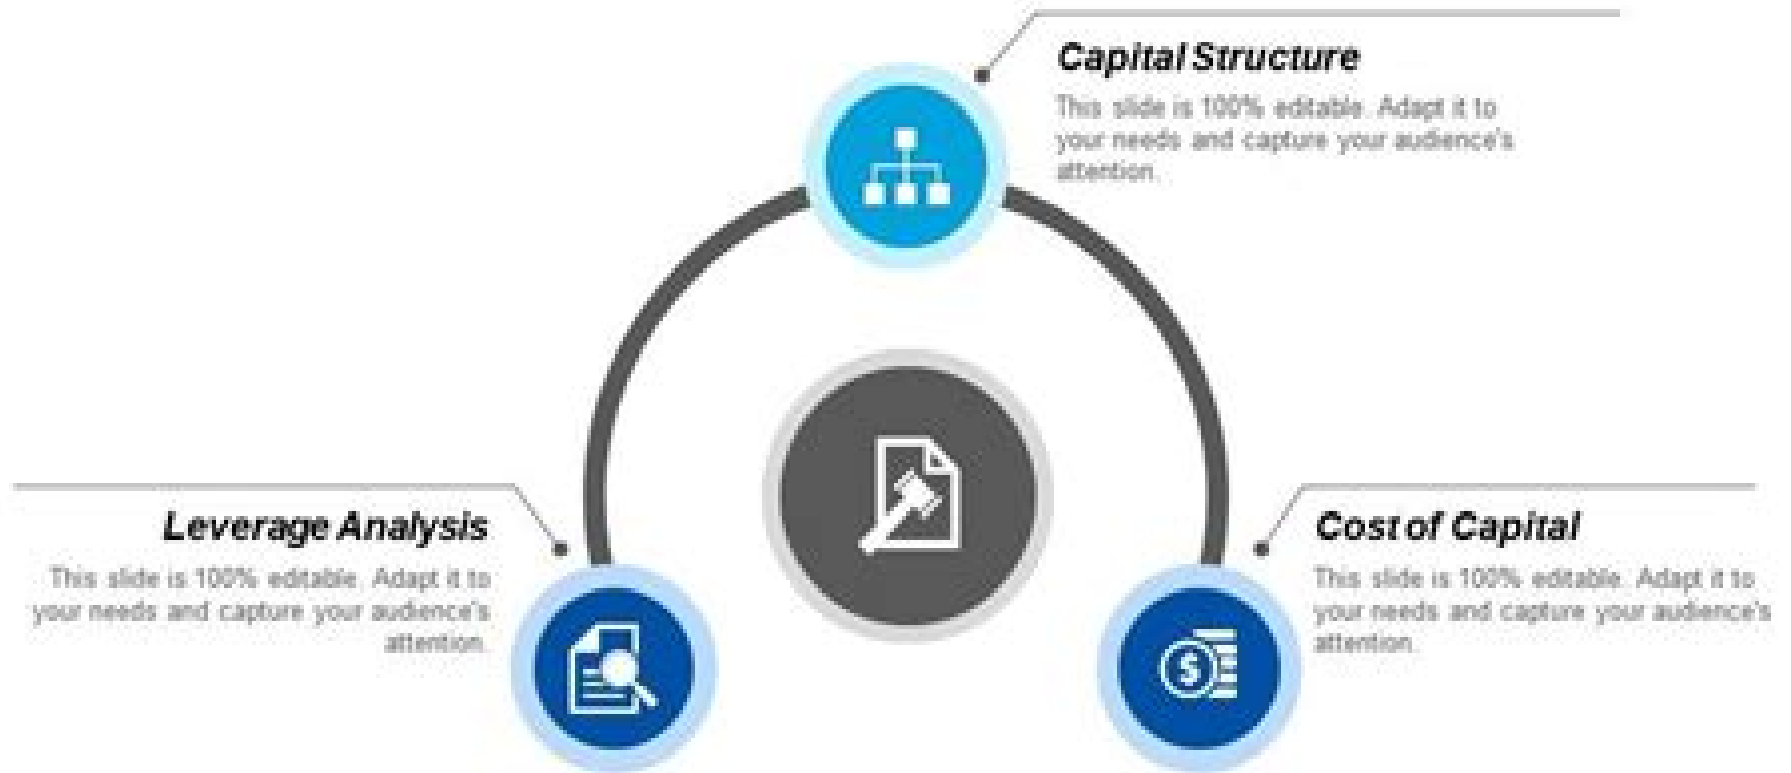 Capital Structure
This slide is 100% editable. Adapt it to
your needs and capture your audience's
attention.
Leverage Analysis
This slide is 100% editable. Adapt it to
your needs and capture your audience's
attention.
Cost of Capital
This slide is 100% editable. Adapt it to
your needs and capture your audience's
attention.
$